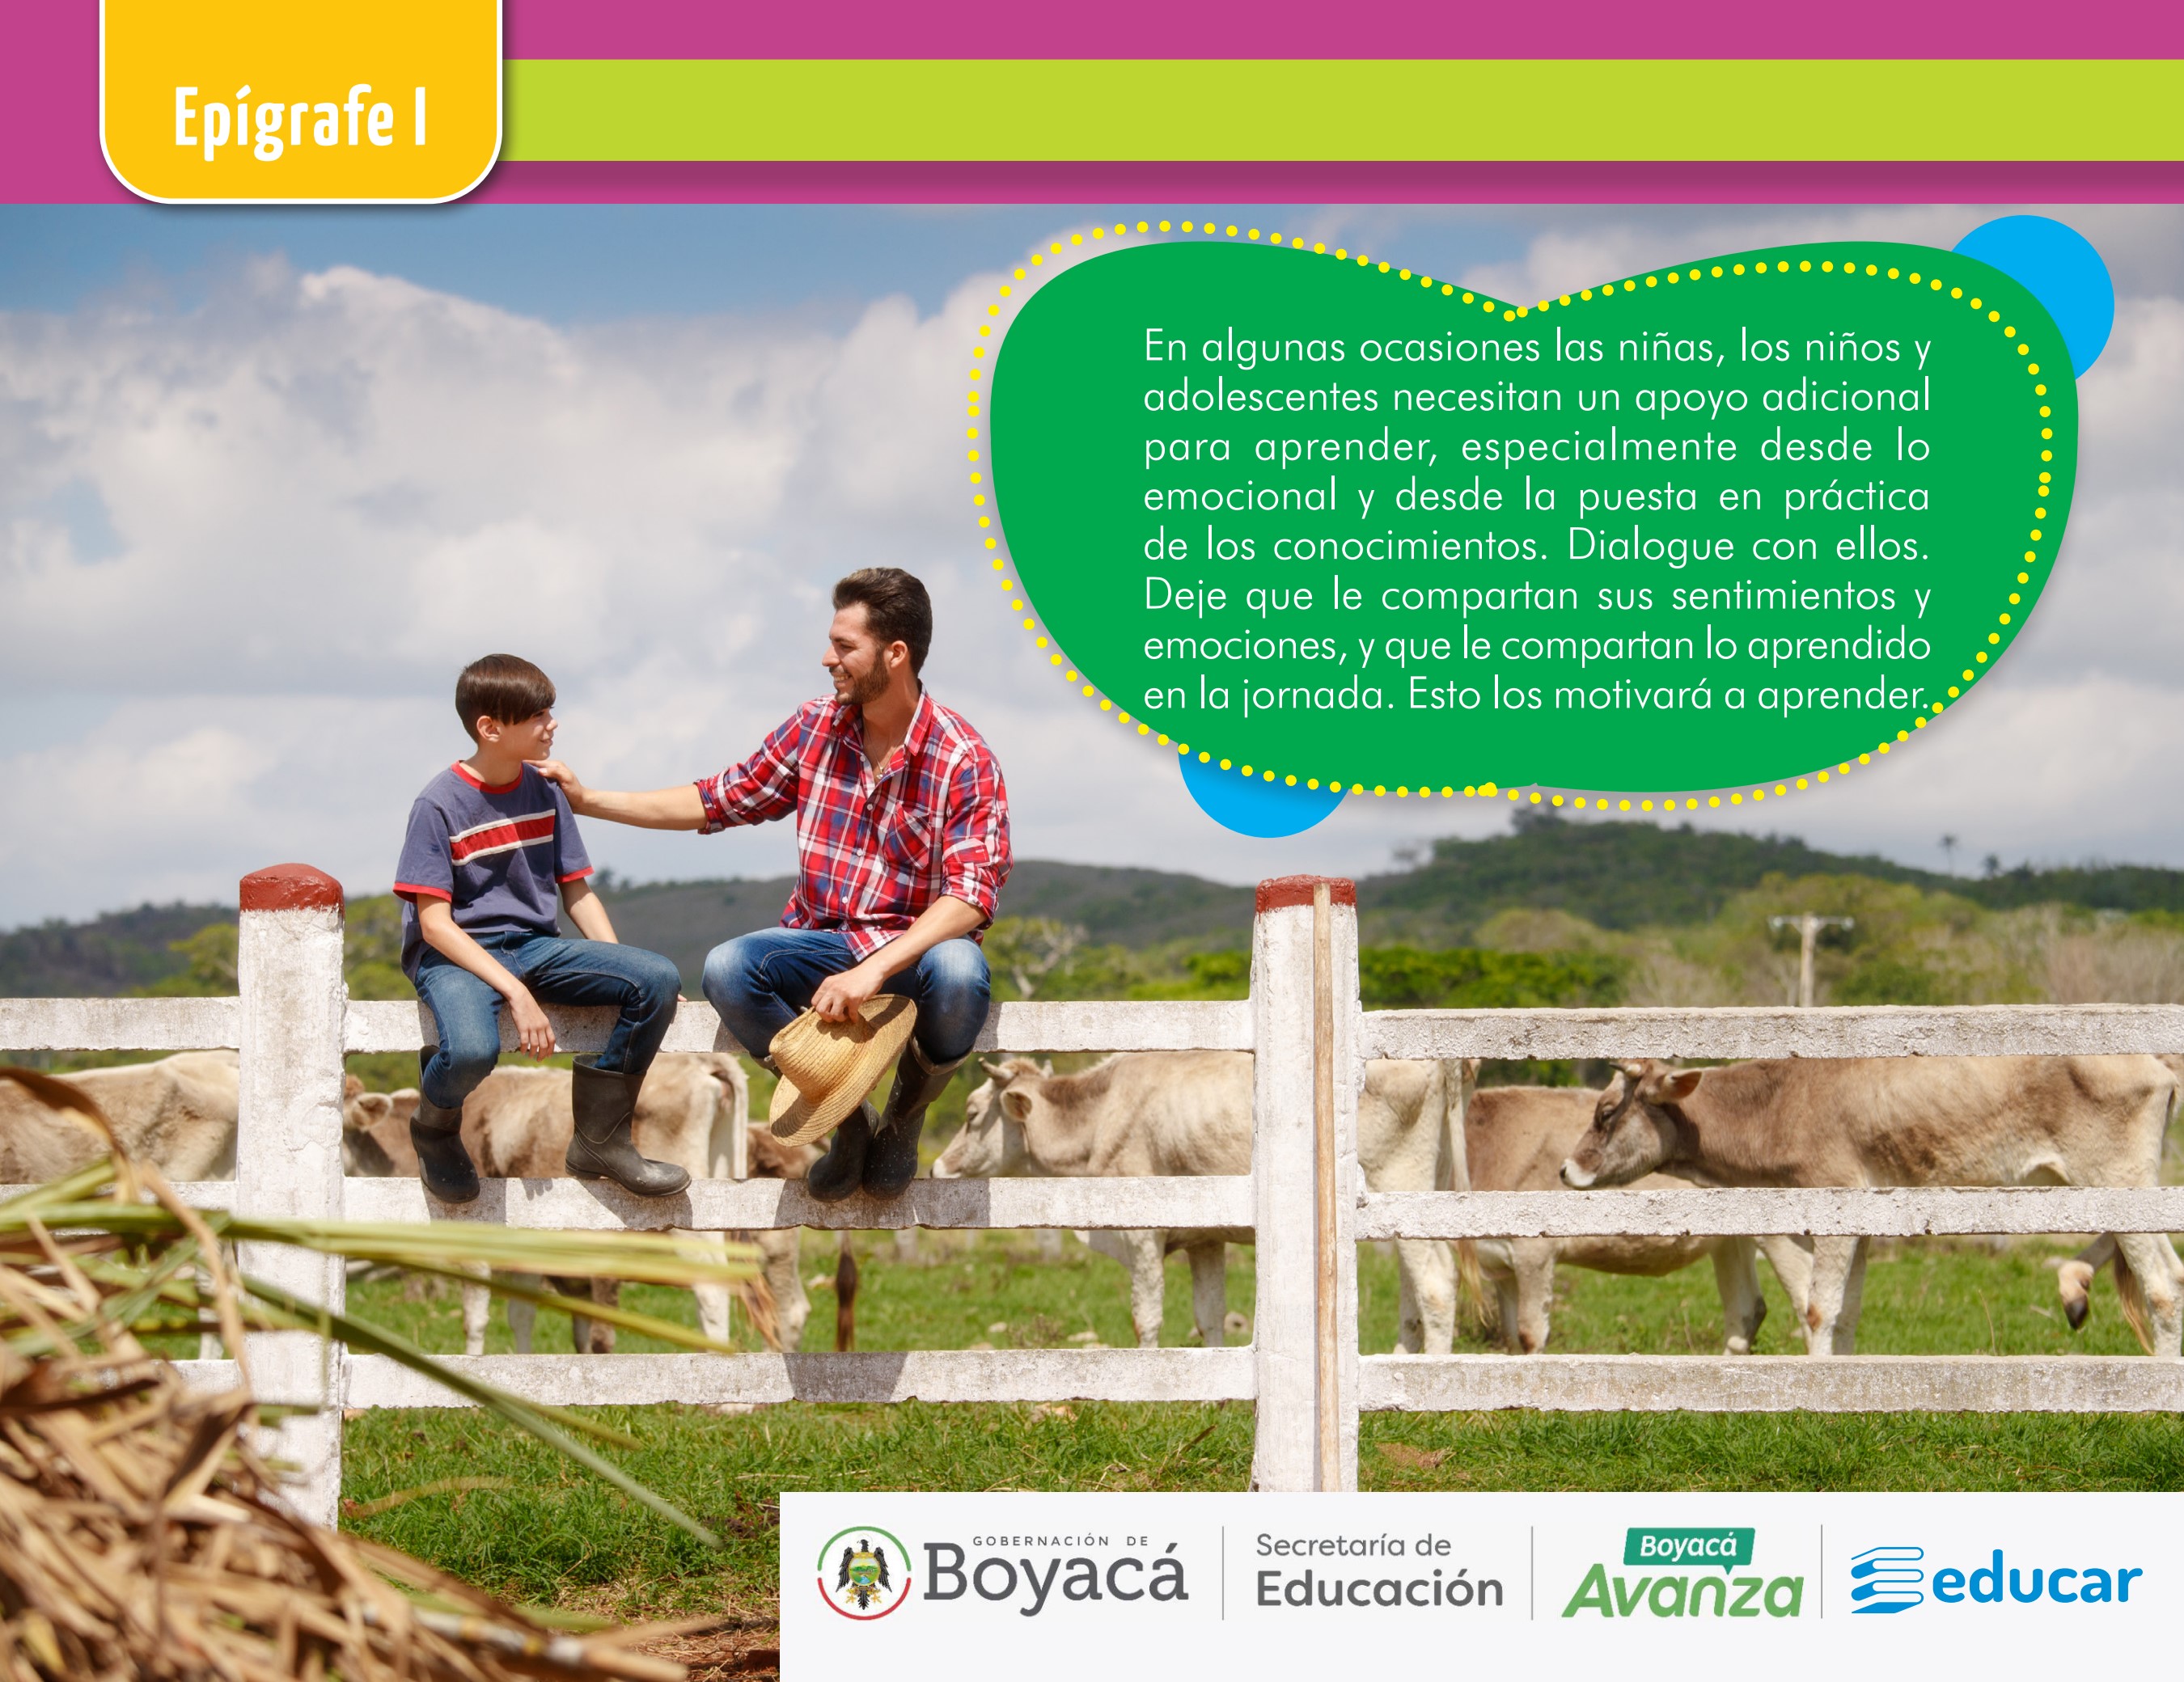 Epígrafe I
En algunas ocasiones las niñas, los niños y
adolescentes necesitan un apoyo adicional
para aprender, especialmente desde lo
emocional y desde la puesta en práctica
de los conocimientos. Dialogue con ellos.
Deje que le compartan sus sentimientos y
emociones, y que le compartan lo aprendido
en la jornada. Esto los motivará a aprender.
GOBERNACIÓN DE
Boyacá
Secretaría de
Educación
Boyacá
Avanza
educar